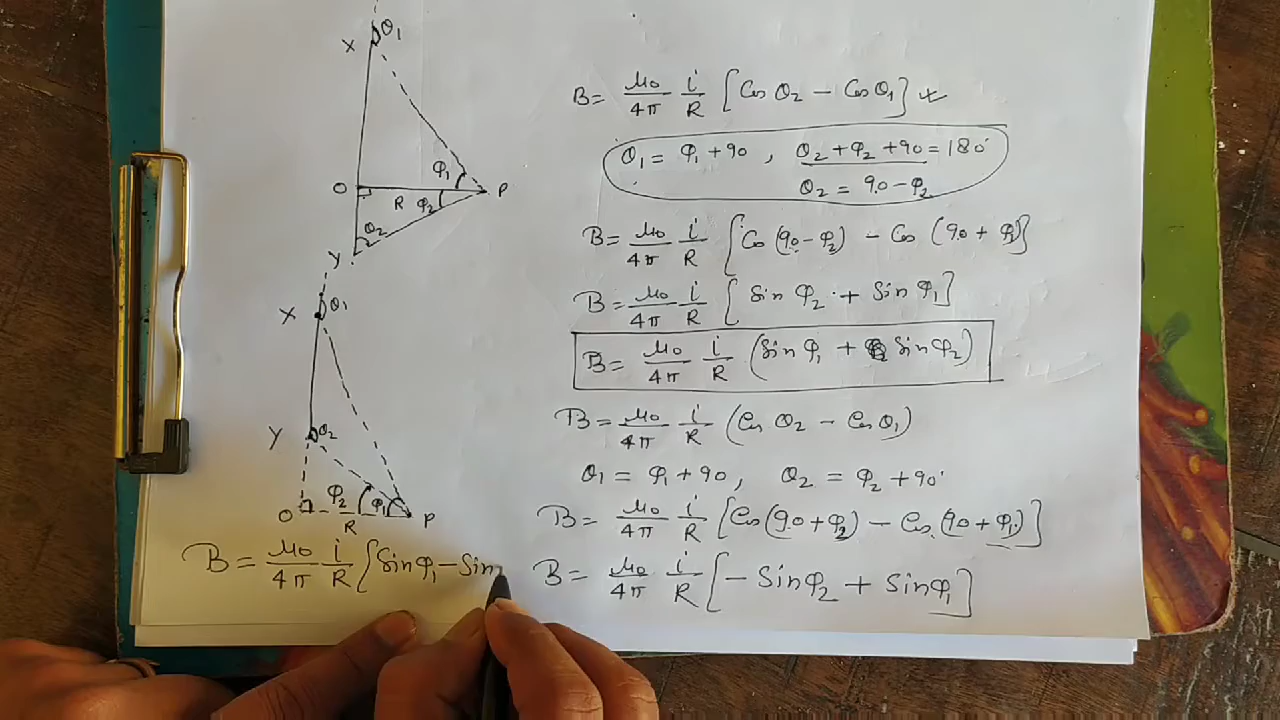 X θ₁
φ₁
O R φ₂ P
θ₂
Y
X θ₁
Y θ₂
φ₂ φ₁
O R P
B = μ₀/4π i/R [Sinφ₁ - Sin
B = μ₀/4π i/R [Cos θ₂ - Cos θ₁]
θ₁ = φ₁ + 90 , θ₂ + φ₂ + 90 = 180°
θ₂ = 90 - φ₂
B = μ₀/4π i/R [Cos (90 - φ₂) - Cos (90 + φ₁)]
B = μ₀/4π i/R [Sin φ₂ + Sin φ₁]
B = μ₀/4π i/R (Sin φ₁ + Sin φ₂)
B = μ₀/4π i/R (Cos θ₂ - Cos θ₁)
θ₁ = φ₁ + 90 , θ₂ = φ₂ + 90°
B = μ₀/4π i/R [Cos (90 + φ₂) - Cos (90 + φ₁)]
B = μ₀/4π i/R [- Sin φ₂ + Sin φ₁]